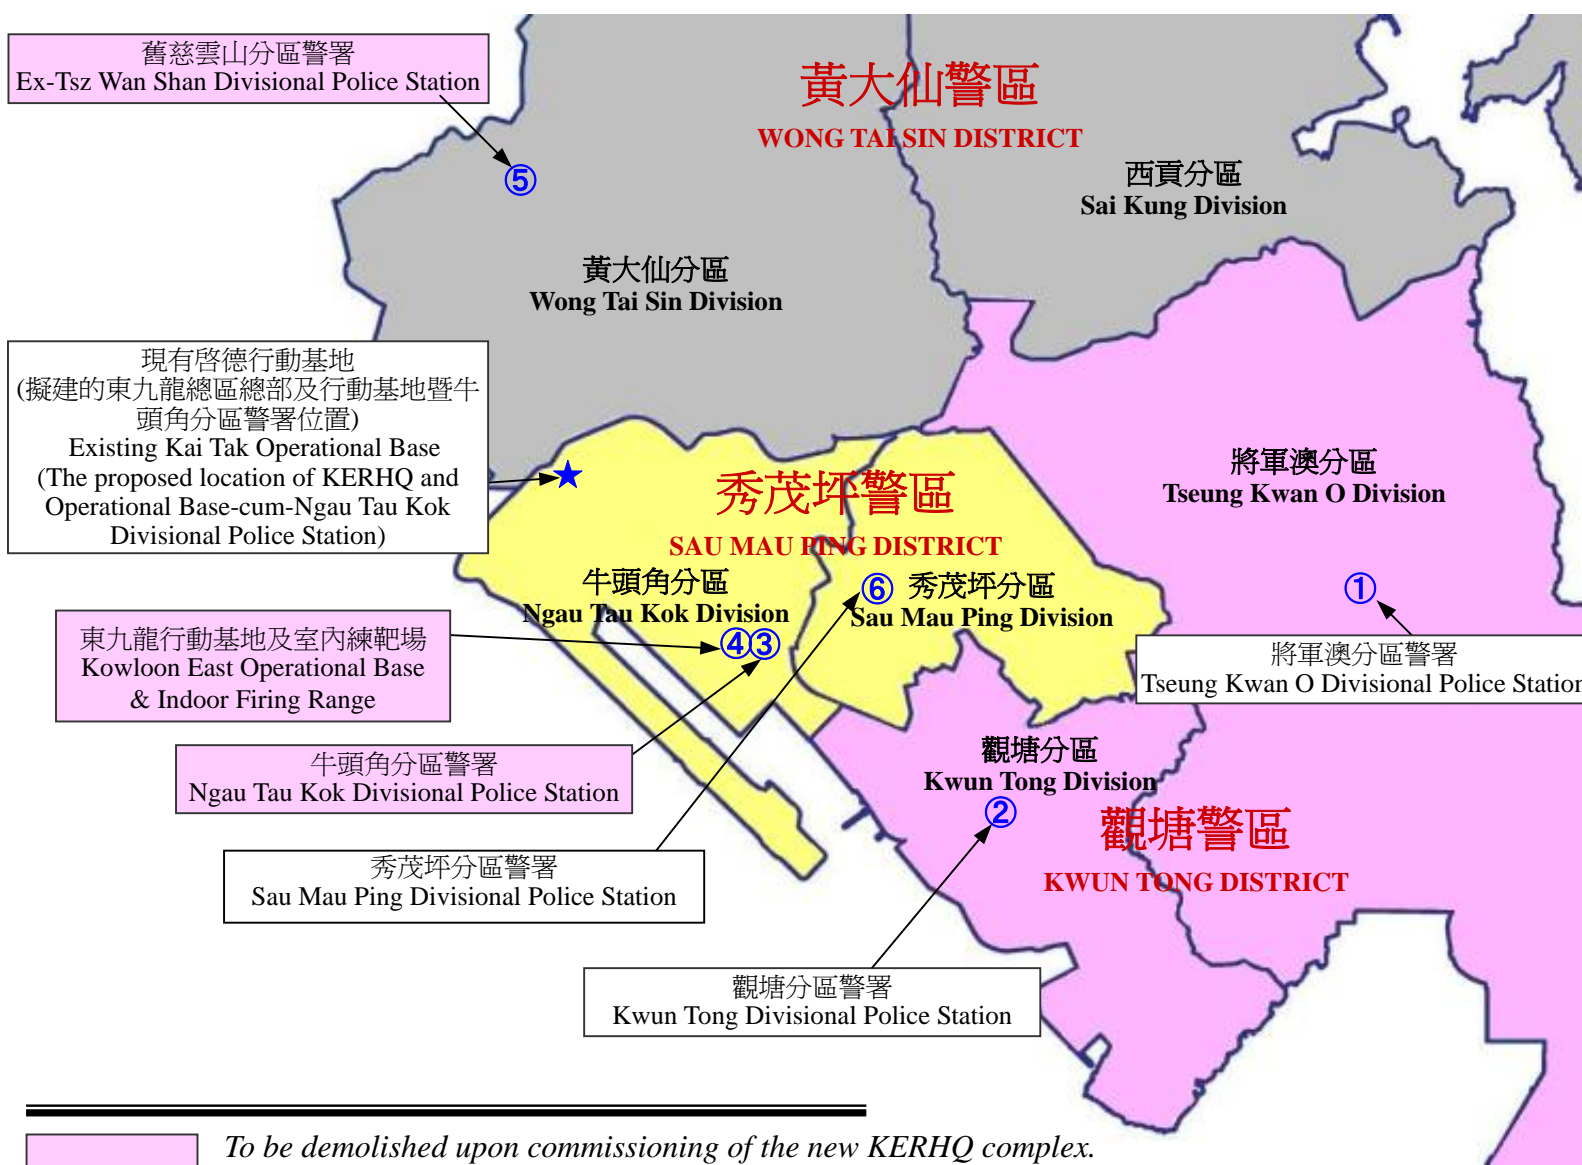 舊慈雲山分區警署
Ex-Tsz Wan Shan Divisional Police Station
黃大仙警區
WONG TAI SIN DISTRICT
⑤
西貢分區
Sai Kung Division
黃大仙分區
Wong Tai Sin Division
現有啓德行動基地
(擬建的東九龍總區總部及行動基地暨牛
頭角分區警署位置)
Existing Kai Tak Operational Base
(The proposed location of KERHQ and
Operational Base-cum-Ngau Tau Kok
Divisional Police Station)
秀茂坪警區
SAU MAU PING DISTRICT
將軍澳分區
Tseung Kwan O Division
牛頭角分區
Ngau Tau Kok Division
⑥
秀茂坪分區
Sau Mau Ping Division
①
東九龍行動基地及室內練靶場
Kowloon East Operational Base
& Indoor Firing Range
④③
將軍澳分區警署
Tseung Kwan O Divisional Police Station
牛頭角分區警署
Ngau Tau Kok Divisional Police Station
觀塘分區
Kwun Tong Division
②
觀塘警區
KWUN TONG DISTRICT
秀茂坪分區警署
Sau Mau Ping Divisional Police Station
觀塘分區警署
Kwun Tong Divisional Police Station
To be demolished upon commissioning of the new KERHQ complex.